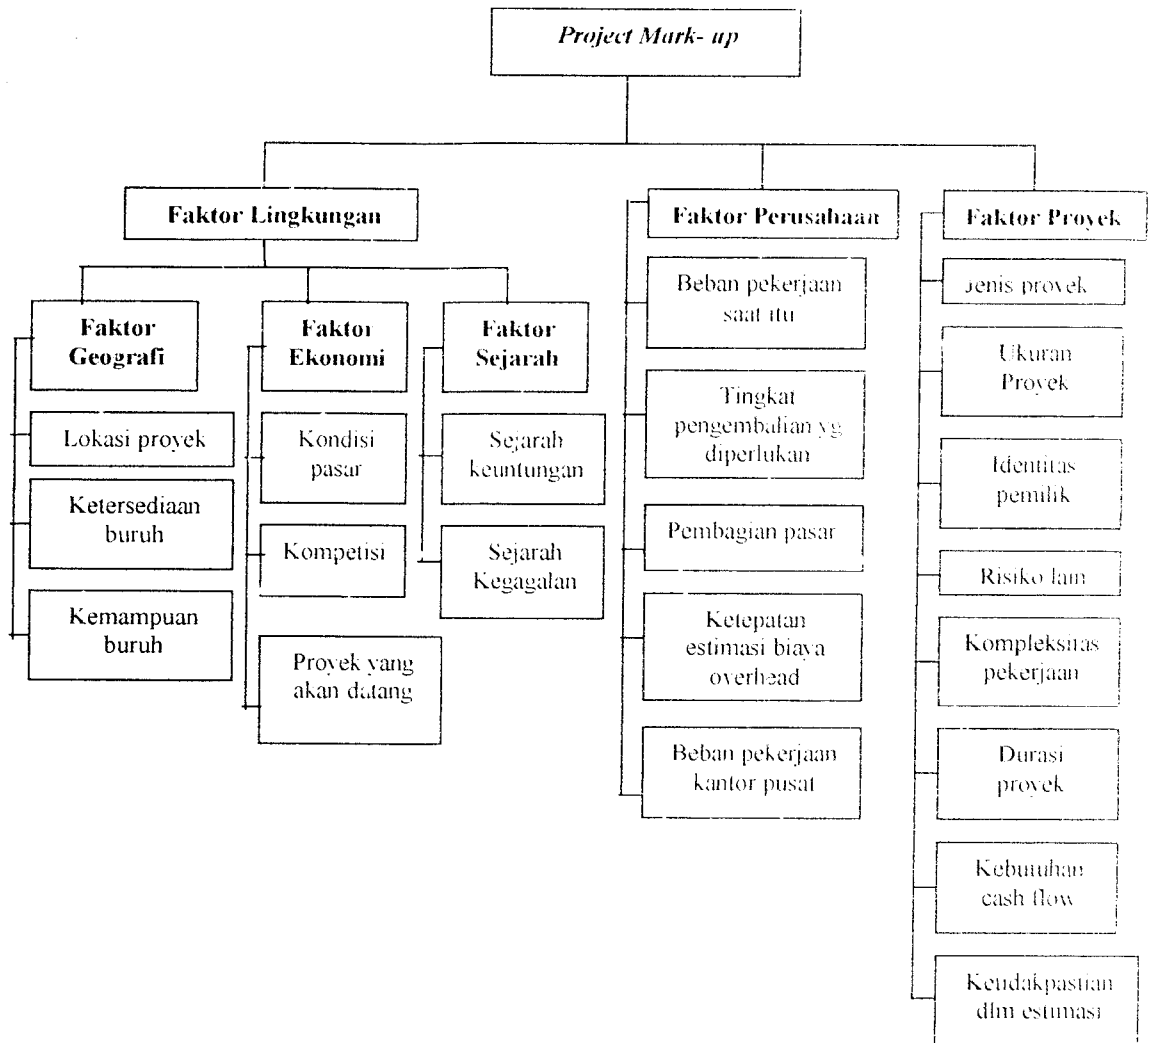 Project Mark- up
Faktor Lingkungan
Faktor Perusahaan
Faktor Proyek
Faktor
Geografi
Lokasi proyek
Ketersediaan
buruh
Kemampuan
buruh
Faktor
Ekonomi
Kondisi
pasar
Kompetisi
Proyek yang
akan datang
Faktor
Sejarah
Sejarah
keuntungan
Sejarah
Kegagalan
Beban pekerjaan
saat itu
Tingkat
pengembalian yg
diperlukan
Pembagian pasar
Ketepatan
estimasi biaya
overhead
Beban pekerjaan
kantor pusat
Jenis proyek
Ukuran
Proyek
Identitas
pemilik
Risiko lain
Kompleksitas
pekerjaan
Durasi
proyek
Kebutuhan
cash flow
Ketidakpastian
dlm estimasi